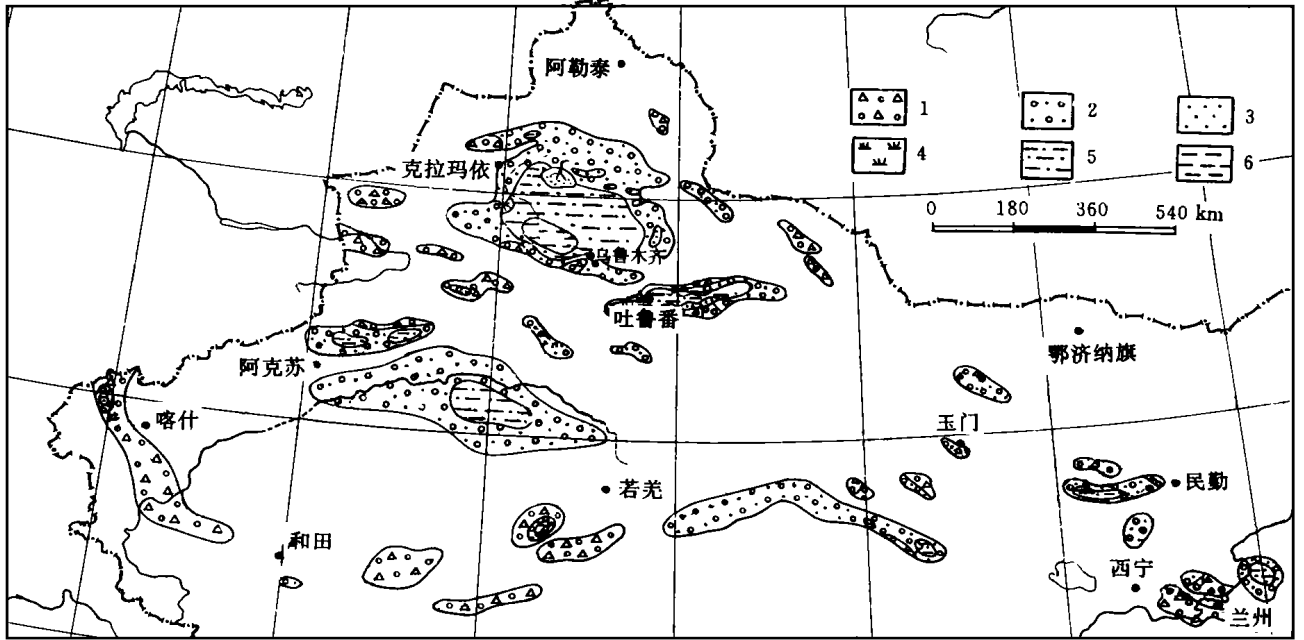 阿勒泰
1
2
3
克拉玛依
4
5
6
0 180 360 540 km
乌鲁木齐
吐鲁番
阿克苏
鄂济纳旗
喀什
玉门
若羌
民勤
和田
西宁
兰州